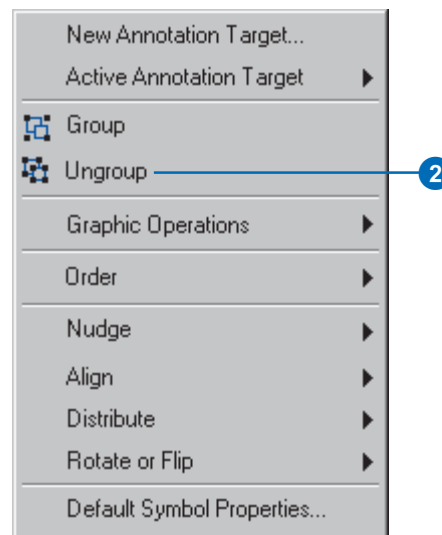 New Annotation Target...
Active Annotation Target
Group
Ungroup
2
Graphic Operations
Order
Nudge
Align
Distribute
Rotate or Flip
Default Symbol Properties...